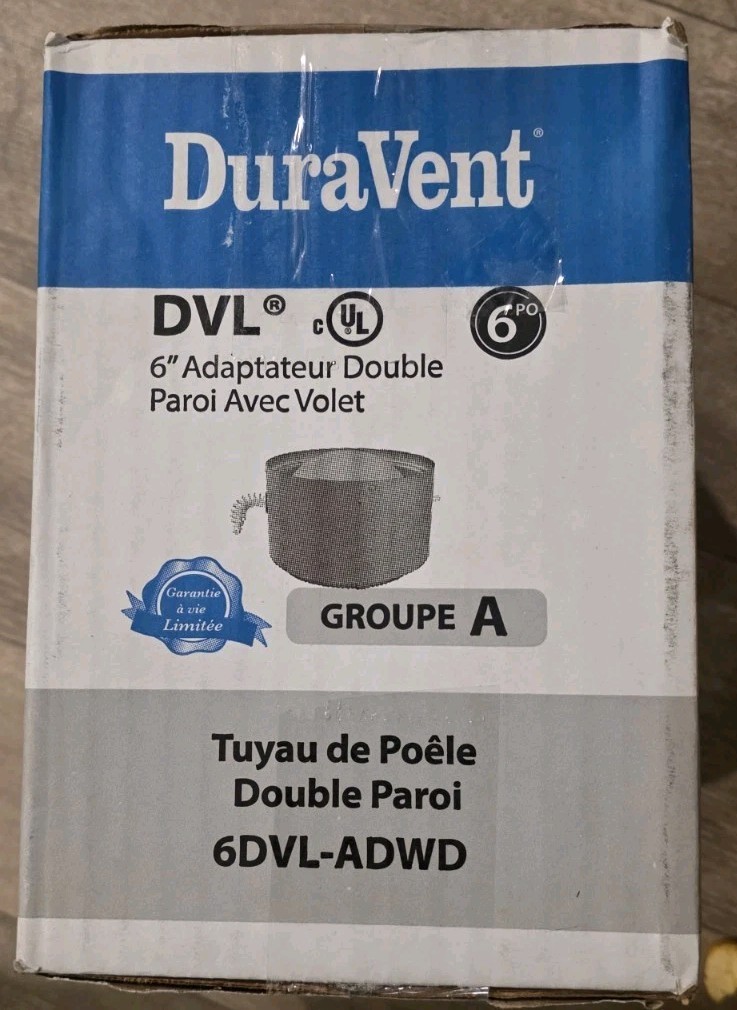 DuraVent®
DVL® c UL ®
6" PO
6" Adaptateur Double
Paroi Avec Volet
Garantie
à vie
Limitée
GROUPE A
Tuyau de Poêle
Double Paroi
6DVL-ADWD